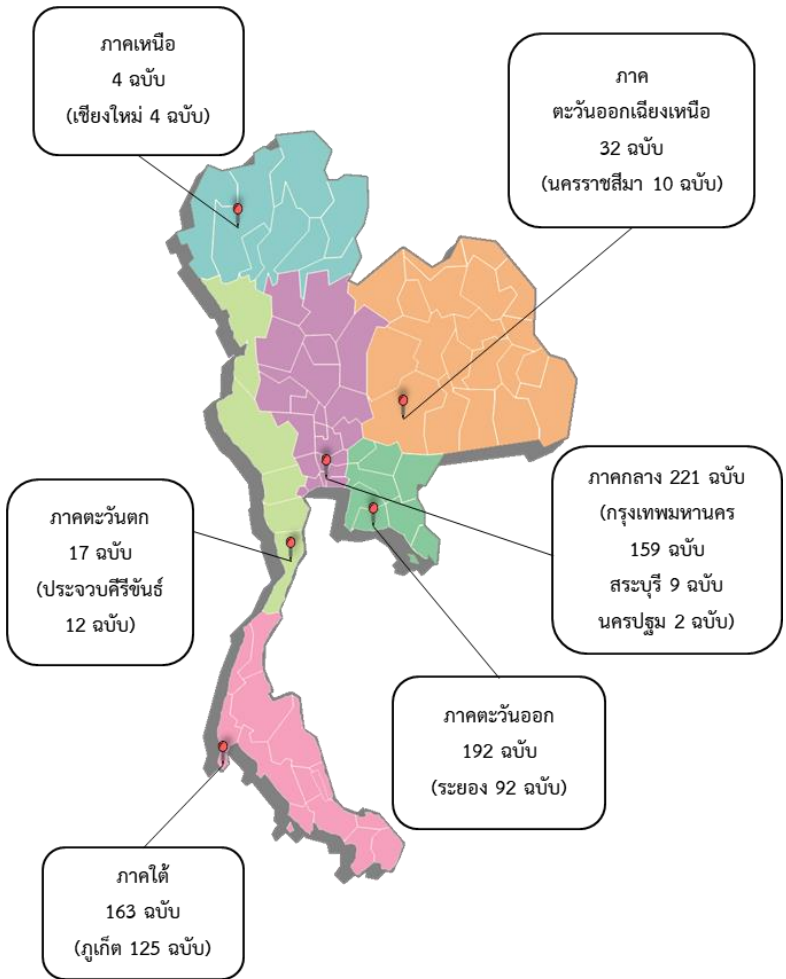 ภาคเหนือ
4 ฉบับ
(เชียงใหม่ 4 ฉบับ)
ภาค
ตะวันออกเฉียงเหนือ
32 ฉบับ
(นครราชสีมา 10 ฉบับ)
ภาคกลาง 221 ฉบับ
(กรุงเทพมหานคร
159 ฉบับ
สระบุรี 9 ฉบับ
นครปฐม 2 ฉบับ)
ภาคตะวันตก
17 ฉบับ
(ประจวบคีรีขันธ์
12 ฉบับ)
ภาคตะวันออก
192 ฉบับ
(ระยอง 92 ฉบับ)
ภาคใต้
163 ฉบับ
(ภูเก็ต 125 ฉบับ)